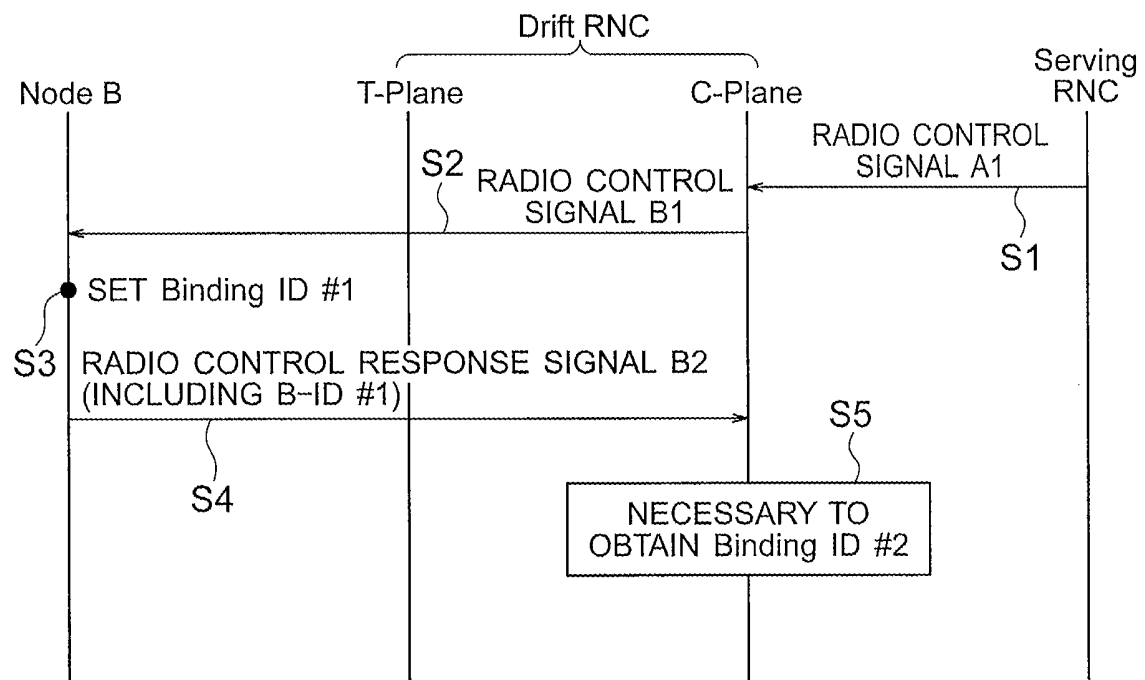 Drift RNC
Node B
T-Plane
C-Plane
Serving
RNC
RADIO CONTROL
SIGNAL A1
S1
S2
RADIO CONTROL
SIGNAL B1
SET Binding ID #1
S3
RADIO CONTROL RESPONSE SIGNAL B2
(INCLUDING B-ID #1)
S4
S5
NECESSARY TO
OBTAIN Binding ID #2